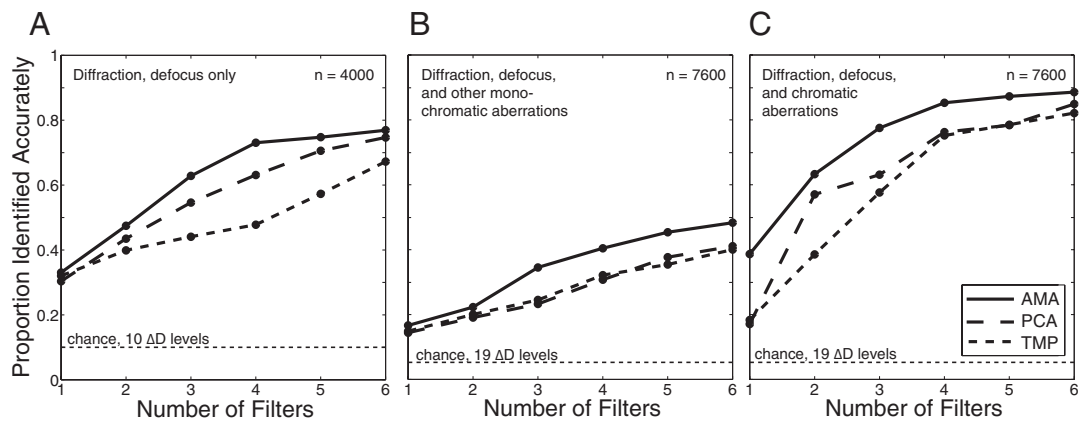 A
B
C
Proportion Identified Accurately
1
0.8
0.6
0.4
0.2
0
Diffraction, defocus only
n = 4000
chance, 10 ΔD levels
1 2 3 4 5 6
Number of Filters
Diffraction, defocus,
and other mono-
chromatic aberrations
n = 7600
chance, 19 ΔD levels
1 2 3 4 5 6
Number of Filters
Diffraction, defocus,
and chromatic
aberrations
n = 7600
AMA
PCA
TMP
chance, 19 ΔD levels
1 2 3 4 5 6
Number of Filters